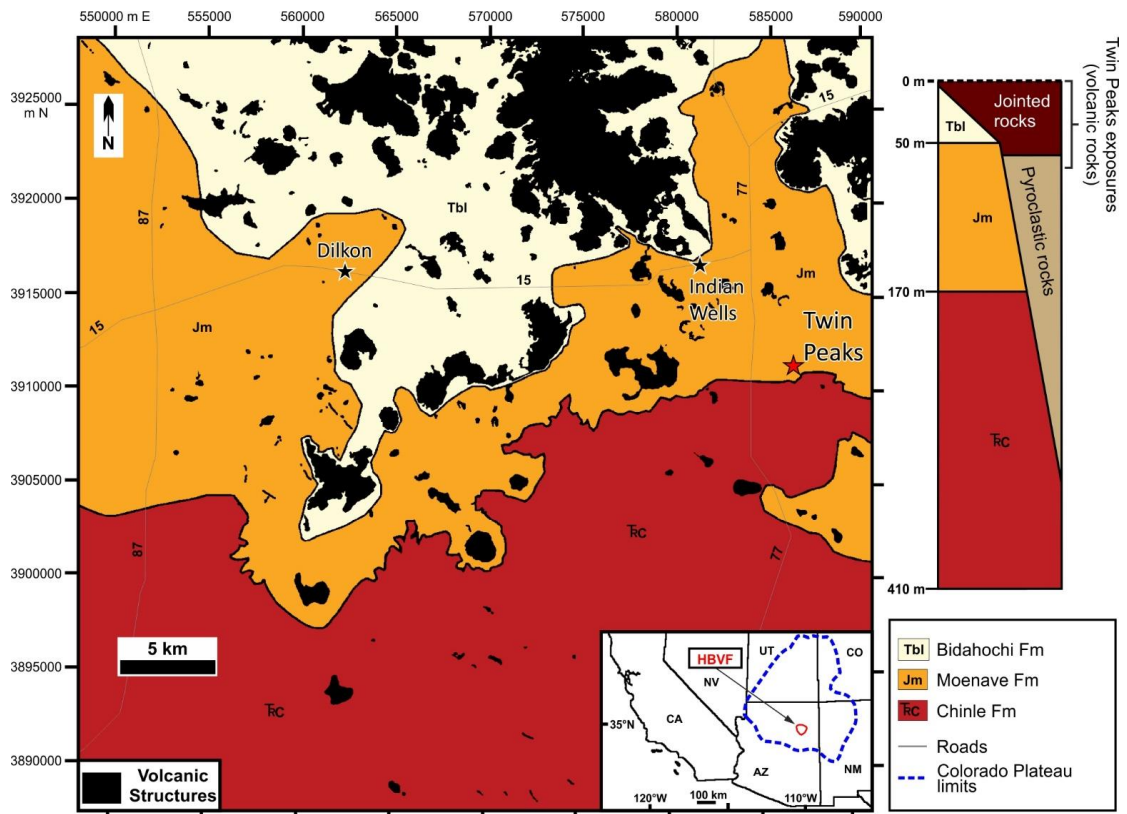 550000 m E
555000
560000
565000
570000
575000
580000
585000
590000
3925000
m N
3920000
3915000
3910000
3905000
3900000
3895000
3890000
N
15
Tbl
77
87
Dilkon
15
Indian
Wells
15
Jm
Twin
Peaks
Jm
15
87
TRC
77
TRC
5 km
Volcanic
Structures
HBVF
UT
CO
NV
CA
35°N
AZ
NM
120°W
100 km
110°W
0 m
50 m
170 m
410 m
Tbl
Jointed
rocks
Jm
Pyroclastic rocks
TRC
Twin Peaks exposures
(volcanic rocks)
Tbl Bidahochi Fm
Jm Moenave Fm
TRC Chinle Fm
Roads
Colorado Plateau
limits